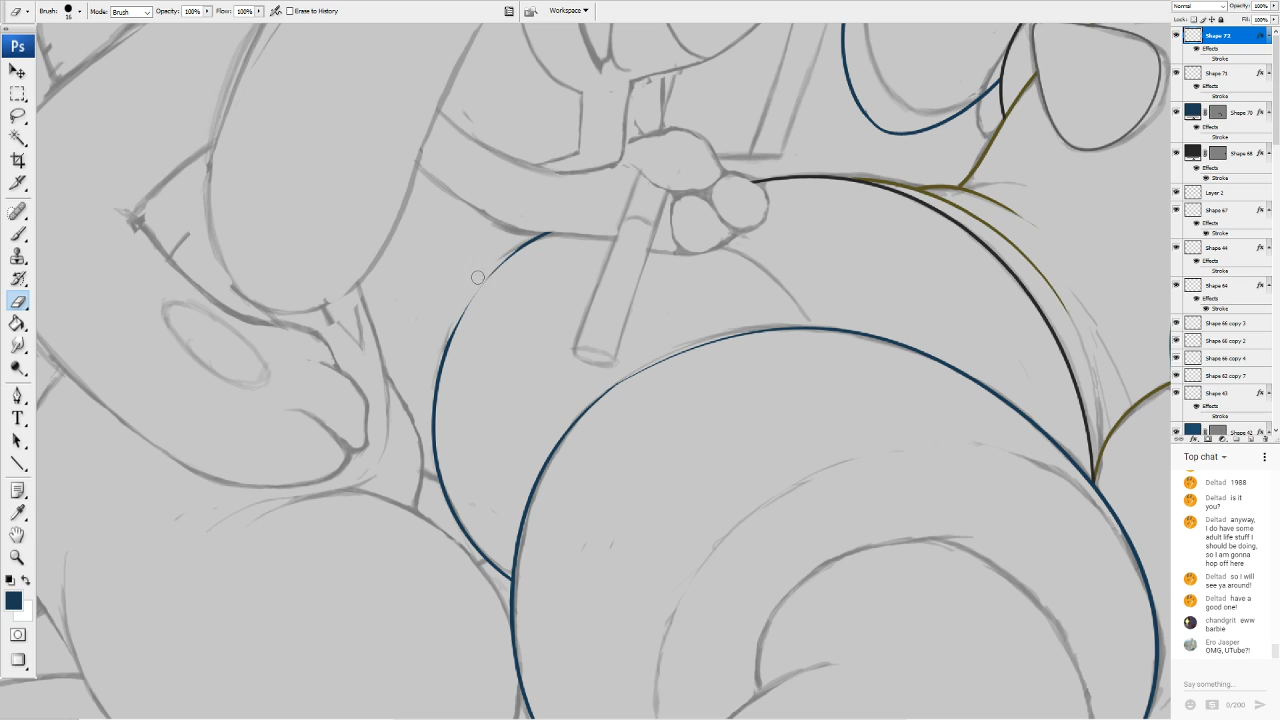 Brush:
16
Mode: Brush
Opacity: 100%
Flow: 100%
Erase to History
Workspace
Ps
T
Normal
Opacity: 100%
Lock:
Fill: 100%
Shape 72
fx
Effects
Stroke
Shape 71
fx
Effects
Stroke
Shape 70
Effects
Stroke
Shape 68
Effects
Stroke
Layer 2
Shape 67
Effects
Stroke
Shape 44
fx
Effects
Stroke
Shape 64
fx
Effects
Stroke
Shape 66 copy 3
Shape 66 copy 2
Shape 66 copy 4
Shape 62 copy 7
Shape 43
fx
Effects
Stroke
Shape 42
Top chat
Deltad 1988
Deltad is it
you?
Deltad anyway,
I do have some
adult life stuff I
should be doing,
so I am gonna
hop off here
Deltad so I will
see ya around!
Deltad have a
good one!
chandgrit eww
barbie
Ero Jasper
OMG, UTube?!
Say something...
0/200